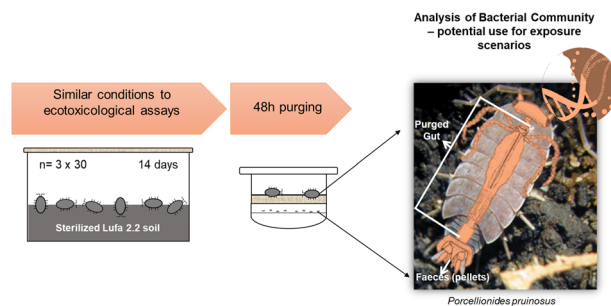 Analysis of Bacterial Community
– potential use for exposure
scenarios
Similar conditions to
ecotoxicological assays
48h purging
n= 3 x 30 14 days
Sterilized Lufa 2.2 soil
Purged
Gut
Faeces (pellets)
Porcellionides pruinosus